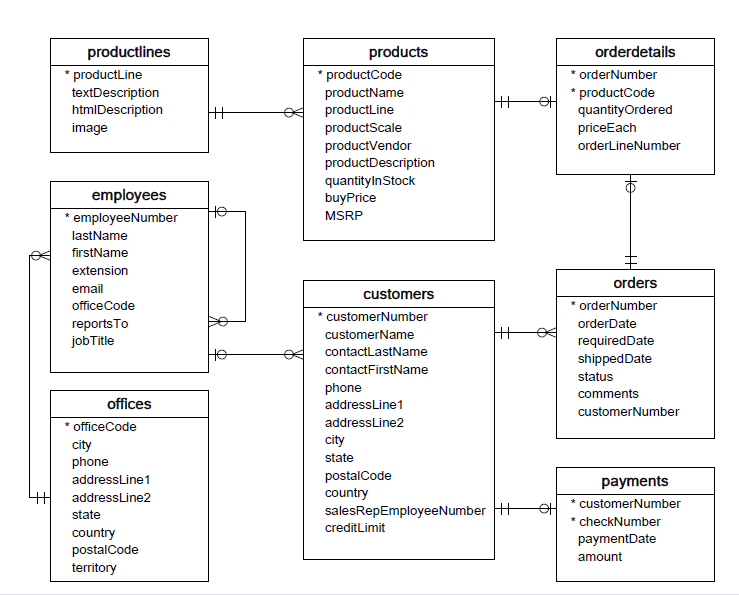 productlines
* productLine
textDescription
htmlDescription
image
products
* productCode
productName
productLine
productScale
productVendor
productDescription
quantityInStock
buyPrice
MSRP
orderdetails
* orderNumber
* productCode
quantityOrdered
priceEach
orderLineNumber
employees
* employeeNumber
lastName
firstName
extension
email
officeCode
reportsTo
jobTitle
customers
* customerNumber
customerName
contactLastName
contactFirstName
phone
addressLine1
addressLine2
city
state
postalCode
country
salesRepEmployeeNumber
creditLimit
orders
* orderNumber
orderDate
requiredDate
shippedDate
status
comments
customerNumber
offices
* officeCode
city
phone
addressLine1
addressLine2
state
country
postalCode
territory
payments
* customerNumber
* checkNumber
paymentDate
amount